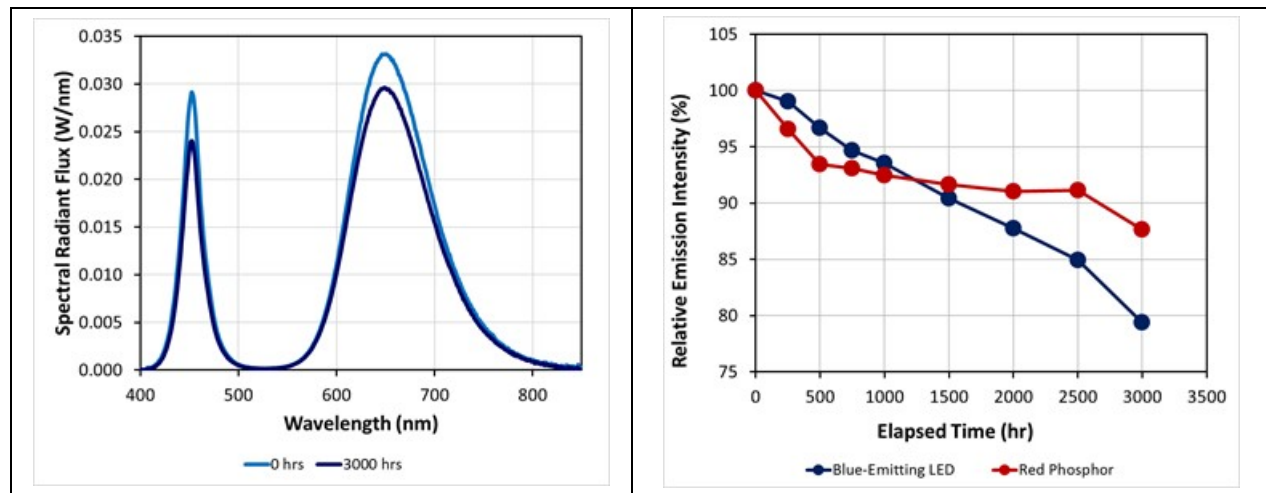 0.035
0.030
0.025
0.020
0.015
0.010
0.005
0.000
Spectral Radiant Flux (W/nm)
400 500 600 700 800
Wavelength (nm)
0 hrs 3000 hrs
105
100
95
90
85
80
75
Relative Emission Intensity (%)
0 500 1000 1500 2000 2500 3000 3500
Elapsed Time (hr)
Blue-Emitting LED Red Phosphor